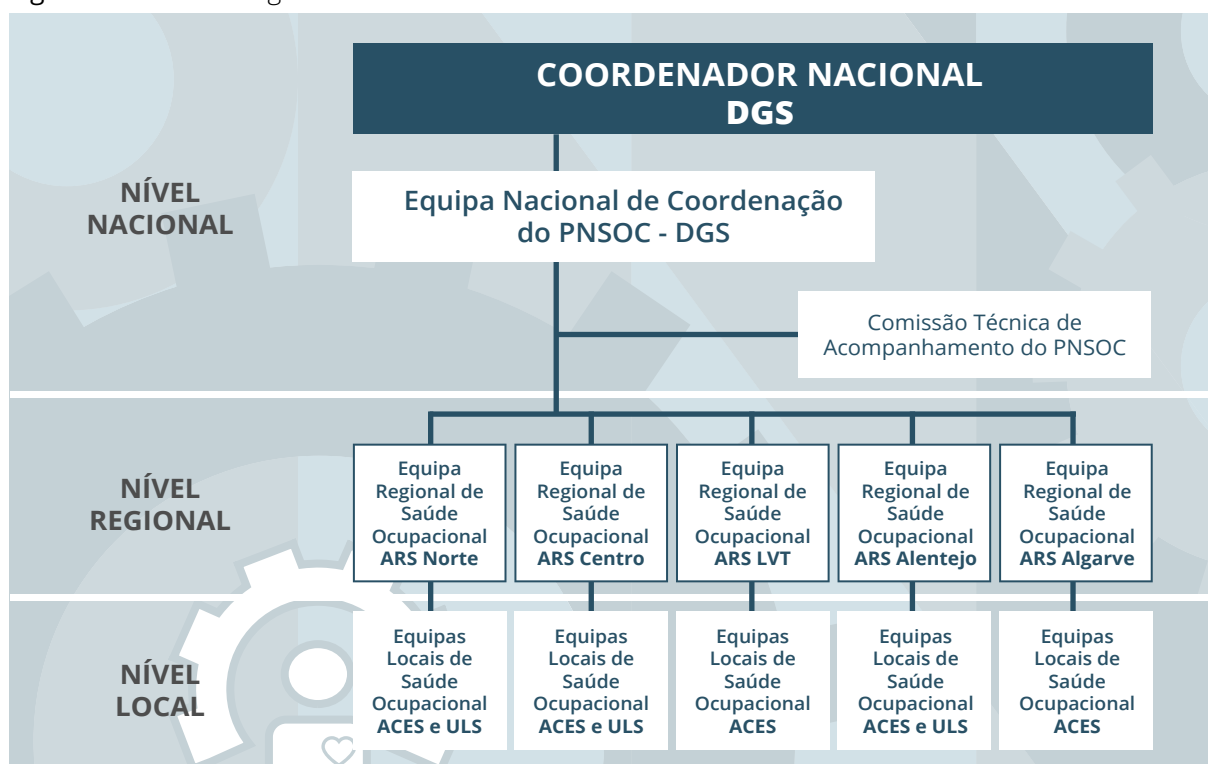 COORDENADOR NACIONAL
DGS
NÍVEL
NACIONAL
Equipa Nacional de Coordenação
do PNSOC - DGS
Comissão Técnica de
Acompanhamento do PNSOC
NÍVEL
REGIONAL
Equipa
Regional de
Saúde
Ocupacional
ARS Norte
Equipa
Regional de
Saúde
Ocupacional
ARS Centro
Equipa
Regional de
Saúde
Ocupacional
ARS LVT
Equipa
Regional de
Saúde
Ocupacional
ARS Alentejo
Equipa
Regional de
Saúde
Ocupacional
ARS Algarve
NÍVEL
LOCAL
Equipas
Locais de
Saúde
Ocupacional
ACES e ULS
Equipas
Locais de
Saúde
Ocupacional
ACES e ULS
Equipas
Locais de
Saúde
Ocupacional
ACES
Equipas
Locais de
Saúde
Ocupacional
ACES e ULS
Equipas
Locais de
Saúde
Ocupacional
ACES